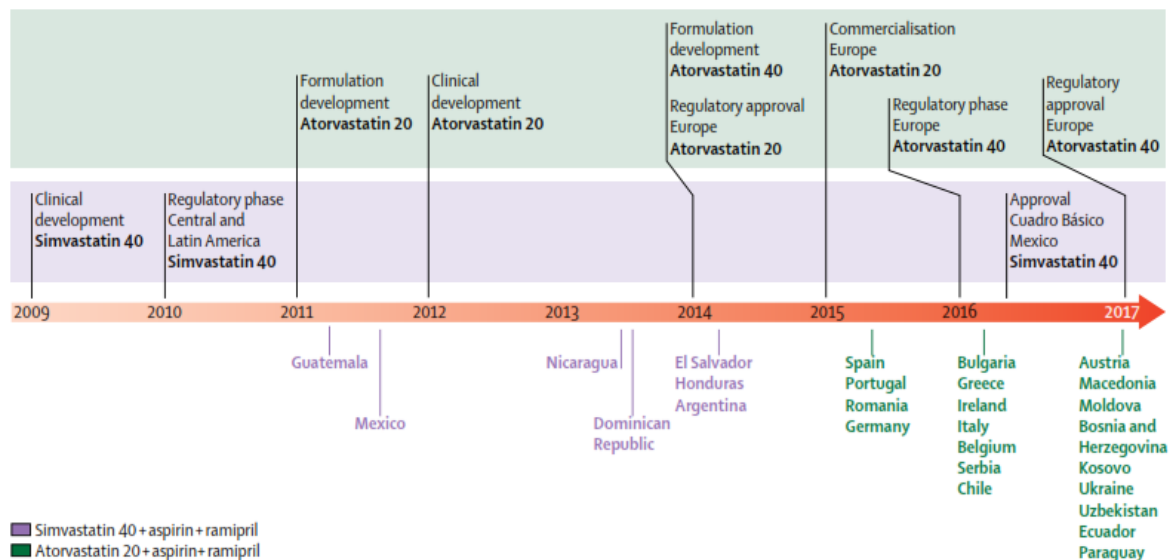 Formulation
development
Atorvastatin 20
Clinical
development
Atorvastatin 20
Formulation
development
Atorvastatin 40
Regulatory approval
Europe
Atorvastatin 20
Commercialisation
Europe
Atorvastatin 20
Regulatory phase
Europe
Atorvastatin 40
Regulatory
approval
Europe
Atorvastatin 40
Clinical
development
Simvastatin 40
Regulatory phase
Central and
Latin America
Simvastatin 40
Approval
Cuadro Básico
Mexico
Simvastatin 40
2009 2010 2011 2012 2013 2014 2015 2016 2017
Guatemala
Mexico
Nicaragua
Dominican
Republic
El Salvador
Honduras
Argentina
Spain
Portugal
Romania
Germany
Bulgaria
Greece
Ireland
Italy
Belgium
Serbia
Chile
Austria
Macedonia
Moldova
Bosnia and
Herzegovina
Kosovo
Ukraine
Uzbekistan
Ecuador
Paraguay
Simvastatin 40 + aspirin + ramipril
Atorvastatin 20 + aspirin + ramipril